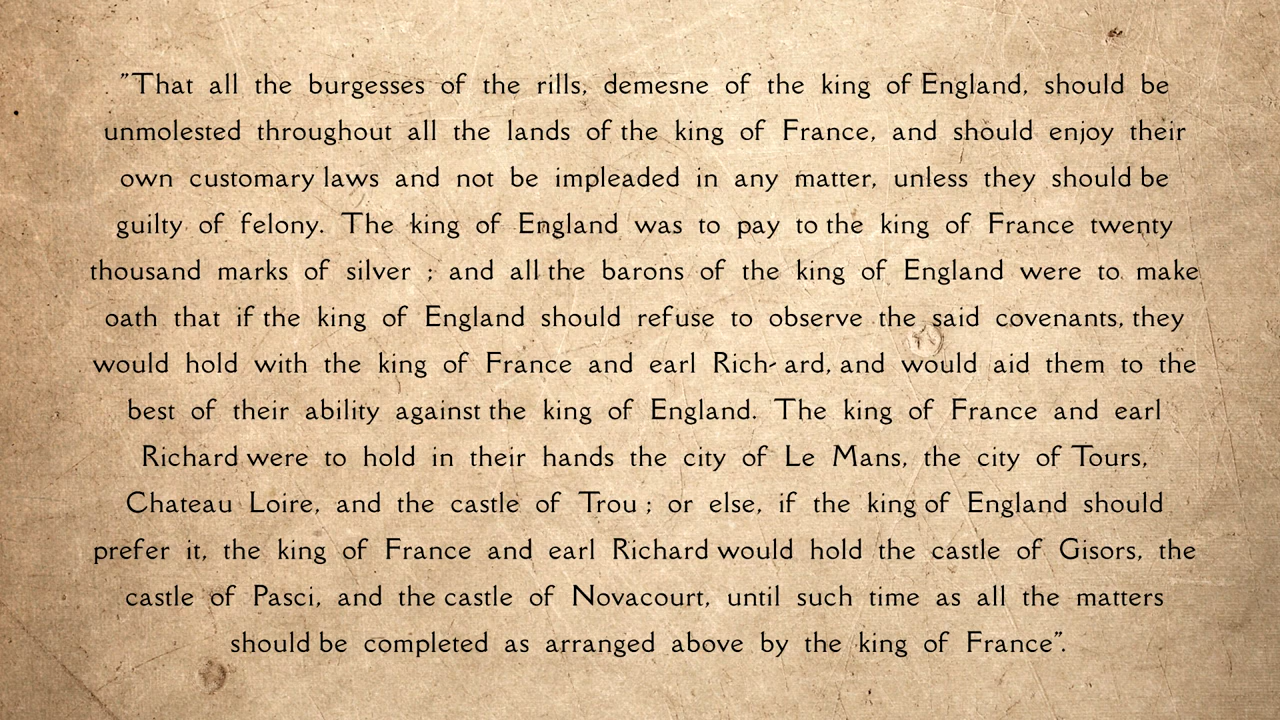 ”That all the burgesses of the rills, demesne of the king of England, should be
unmolested throughout all the lands of the king of France, and should enjoy their
own customary laws and not be impleaded in any matter, unless they should be
guilty of felony. The king of England was to pay to the king of France twenty
thousand marks of silver ; and all the barons of the king of England were to make
oath that if the king of England should refuse to observe the said covenants, they
would hold with the king of France and earl Rich- ard, and would aid them to the
best of their ability against the king of England. The king of France and earl
Richard were to hold in their hands the city of Le Mans, the city of Tours,
Chateau Loire, and the castle of Trou ; or else, if the king of England should
prefer it, the king of France and earl Richard would hold the castle of Gisors, the
castle of Pasci, and the castle of Novacourt, until such time as all the matters
should be completed as arranged above by the king of France”.